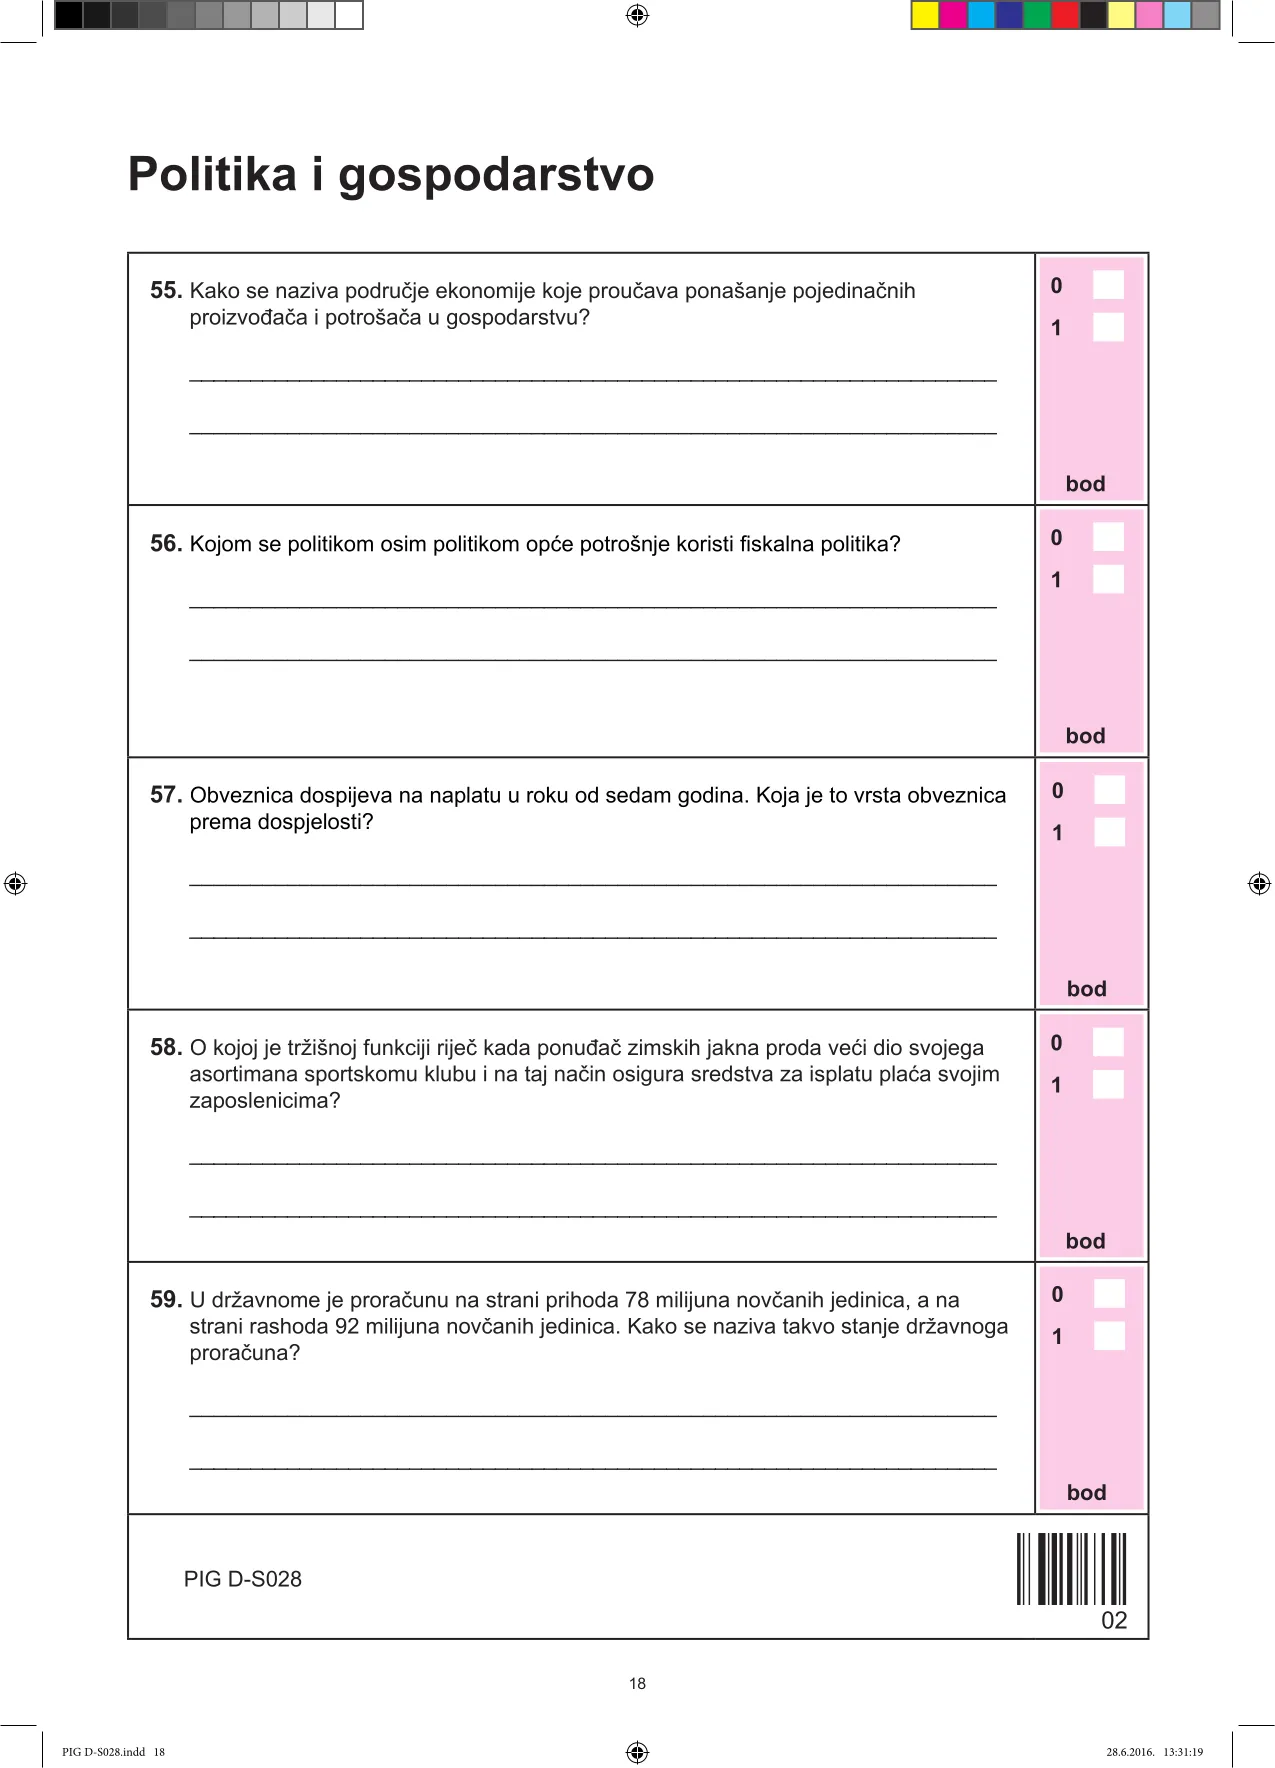 Politika i gospodarstvo
55. Kako se naziva područje ekonomije koje proučava ponašanje pojedinačnih
proizvođača i potrošača u gospodarstvu?
0
1
bod
56. Kojom se politikom osim politikom opće potrošnje koristi fiskalna politika?
0
1
bod
57. Obveznica dospijeva na naplatu u roku od sedam godina. Koja je to vrsta obveznica
prema dospjelosti?
0
1
bod
58. O kojoj je tržišnoj funkciji riječ kada ponuđač zimskih jakna proda veći dio svojega
asortimana sportskomu klubu i na taj način osigura sredstva za isplatu plaća svojim
zaposlenicima?
0
1
bod
59. U državnome je proračunu na strani prihoda 78 milijuna novčanih jedinica, a na
strani rashoda 92 milijuna novčanih jedinica. Kako se naziva takvo stanje državnoga
proračuna?
0
1
bod
PIG D-S028
02
18
PIG D-S028.indd 18
28.6.2016. 13:31:19